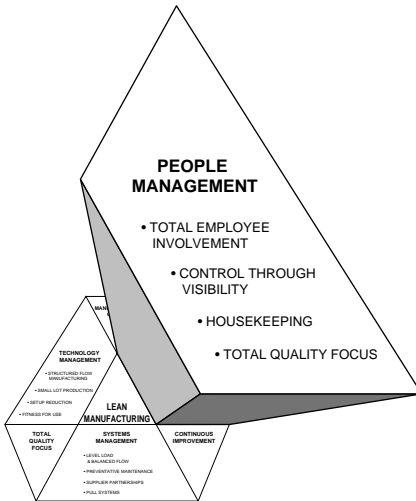 PEOPLE
MANAGEMENT
• TOTAL EMPLOYEE
INVOLVEMENT
• CONTROL THROUGH
VISIBILITY
• HOUSEKEEPING
• TOTAL QUALITY FOCUS
TECHNOLOGY
MANAGEMENT
• STRUCTURED FLOW
MANUFACTURING
• SMALL LOT PRODUCTION
• SETUP REDUCTION
• FITNESS FOR USE
LEAN
MANUFACTURING
TOTAL
QUALITY
FOCUS
SYSTEMS
MANAGEMENT
• LEVEL LOAD
& BALANCED FLOW
• PREVENTATIVE MAINTENANCE
• SUPPLIER PARTNERSHIPS
• PULL SYSTEMS
CONTINUOUS
IMPROVEMENT